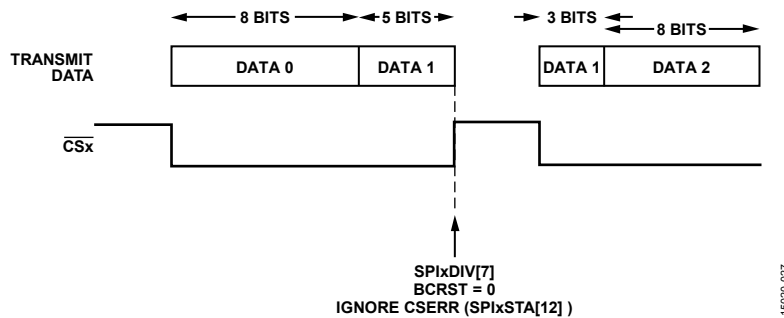 8 BITS 5 BITS 3 BITS
8 BITS
TRANSMIT
DATA
DATA 0 DATA 1 DATA 1 DATA 2
CSx
SPIxDIV[7]
BCRST = 0
IGNORE CSERR (SPIxSTA[12] )